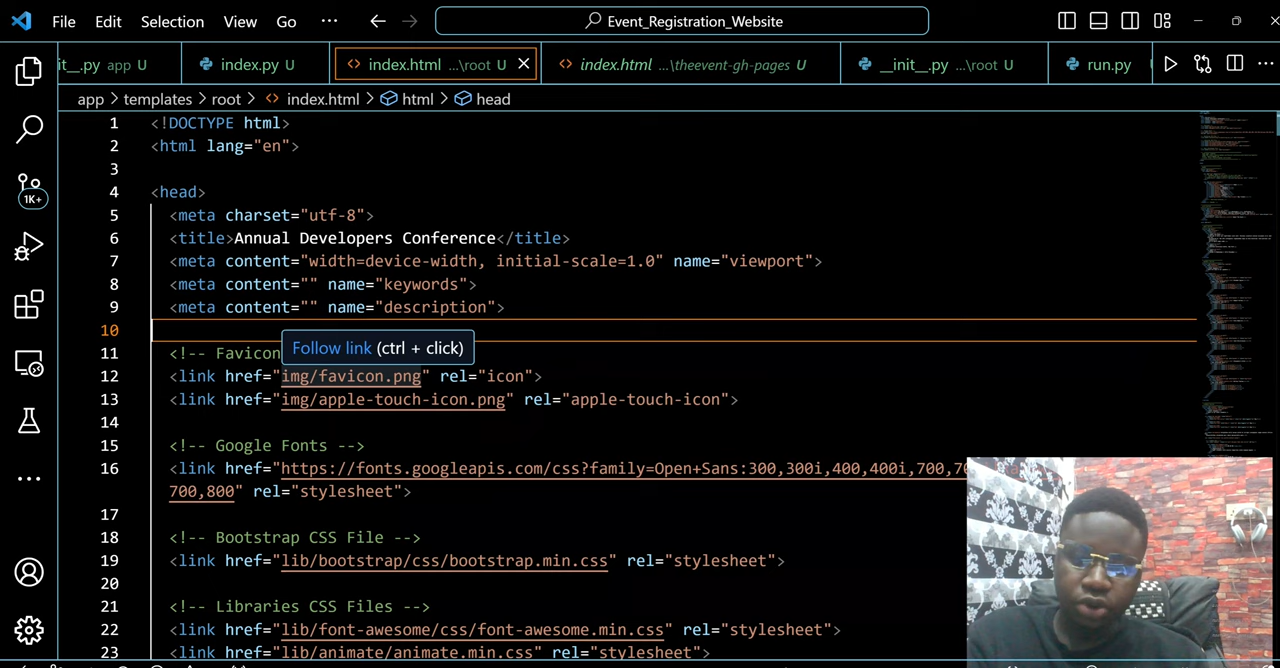 File Edit Selection View Go ··· Event_Registration_Website
it__.py app U index.py U index.html ...\root U index.html ...\theevent-gh-pages U __init__.py ...\root U run.py
app > templates > root > index.html > html > head
1 <!DOCTYPE html>
2 <html lang="en">
3
4 <head>
5 <meta charset="utf-8">
6 <title>Annual Developers Conference</title>
7 <meta content="width=device-width, initial-scale=1.0" name="viewport">
8 <meta content="" name="keywords">
9 <meta content="" name="description">
10
Follow link (ctrl + click)
11 <!-- Favicon
12 <link href="img/favicon.png" rel="icon">
13 <link href="img/apple-touch-icon.png" rel="apple-touch-icon">
14
15 <!-- Google Fonts -->
16 <link href="https://fonts.googleapis.com/css?family=Open+Sans:300,300i,400,400i,700,70
700,800" rel="stylesheet">
17
18 <!-- Bootstrap CSS File -->
19 <link href="lib/bootstrap/css/bootstrap.min.css" rel="stylesheet">
20
21 <!-- Libraries CSS Files -->
22 <link href="lib/font-awesome/css/font-awesome.min.css" rel="stylesheet">
23 <link href="lib/animate/animate.min.css" rel="stylesheet">
1K+